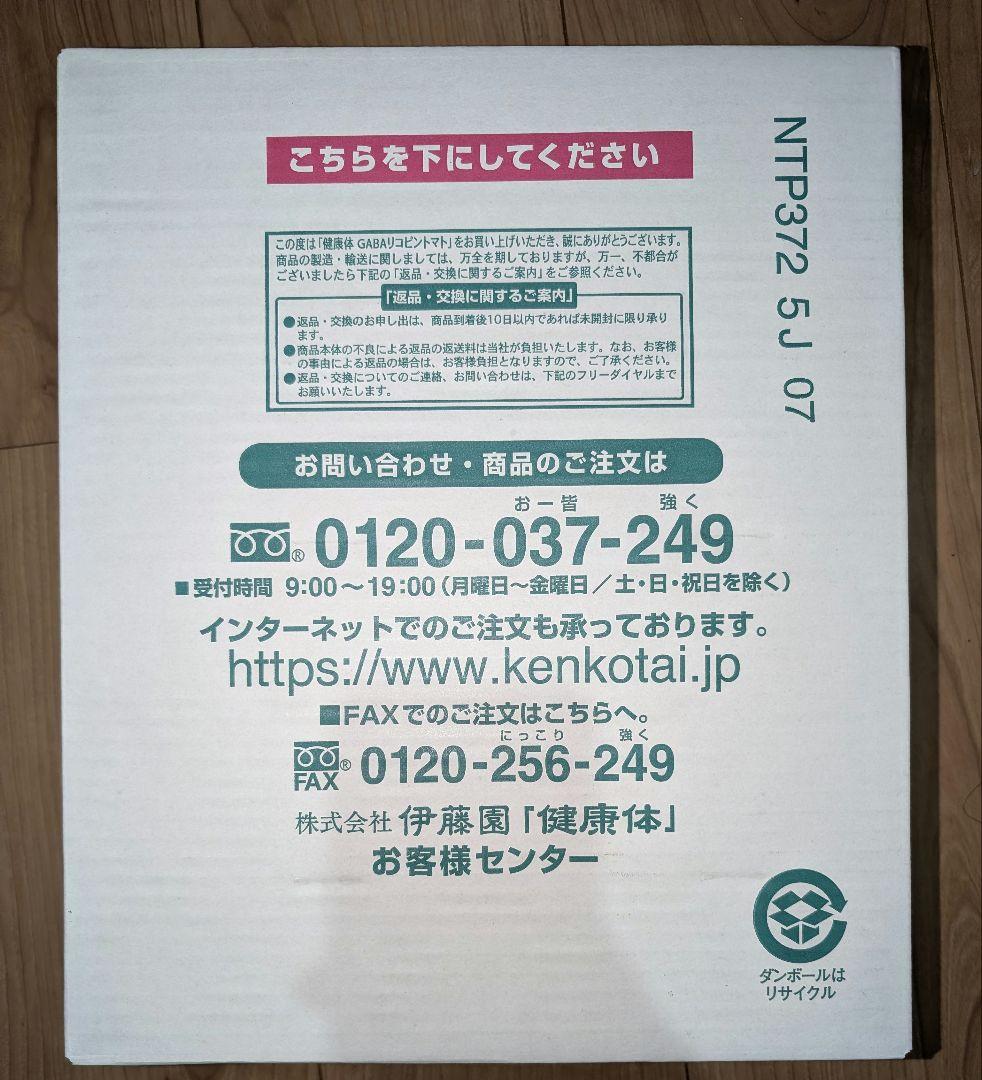 こちらを下にしてください
NTP372 5J 07
この度は「健康体 GABAリコピントマト」をお買い上げいただき、誠にありがとうございます。
商品の製造・輸送に関しましては、万全を期しておりますが、万一、不都合が
ございましたら下記の「返品・交換に関するご案内」をご参照ください。
「返品・交換に関するご案内」
●返品・交換のお申し出は、商品到着後10日以内であれば未開封に限り承り
ます。
●商品本体の不良による返品の返送料は当社が負担いたします。なお、お客様
の事由による返品の場合は、お客様負担となりますので、ご了承ください。
●返品・交換についてのご連絡、お問い合わせは、下記のフリーダイヤルまで
お願いいたします。
お問い合わせ・商品のご注文は
お一皆 強く
® 0120-037-249
■受付時間 9:00～19:00(月曜日～金曜日/土・日・祝日を除く)
インターネットでのご注文も承っております。
https://www.kenkotai.jp
■FAXでのご注文はこちらへ。
にっこり 強く
FAX® 0120-256-249
株式会社 伊藤園「健康体」
お客様センター
ダンボールは
リサイクル